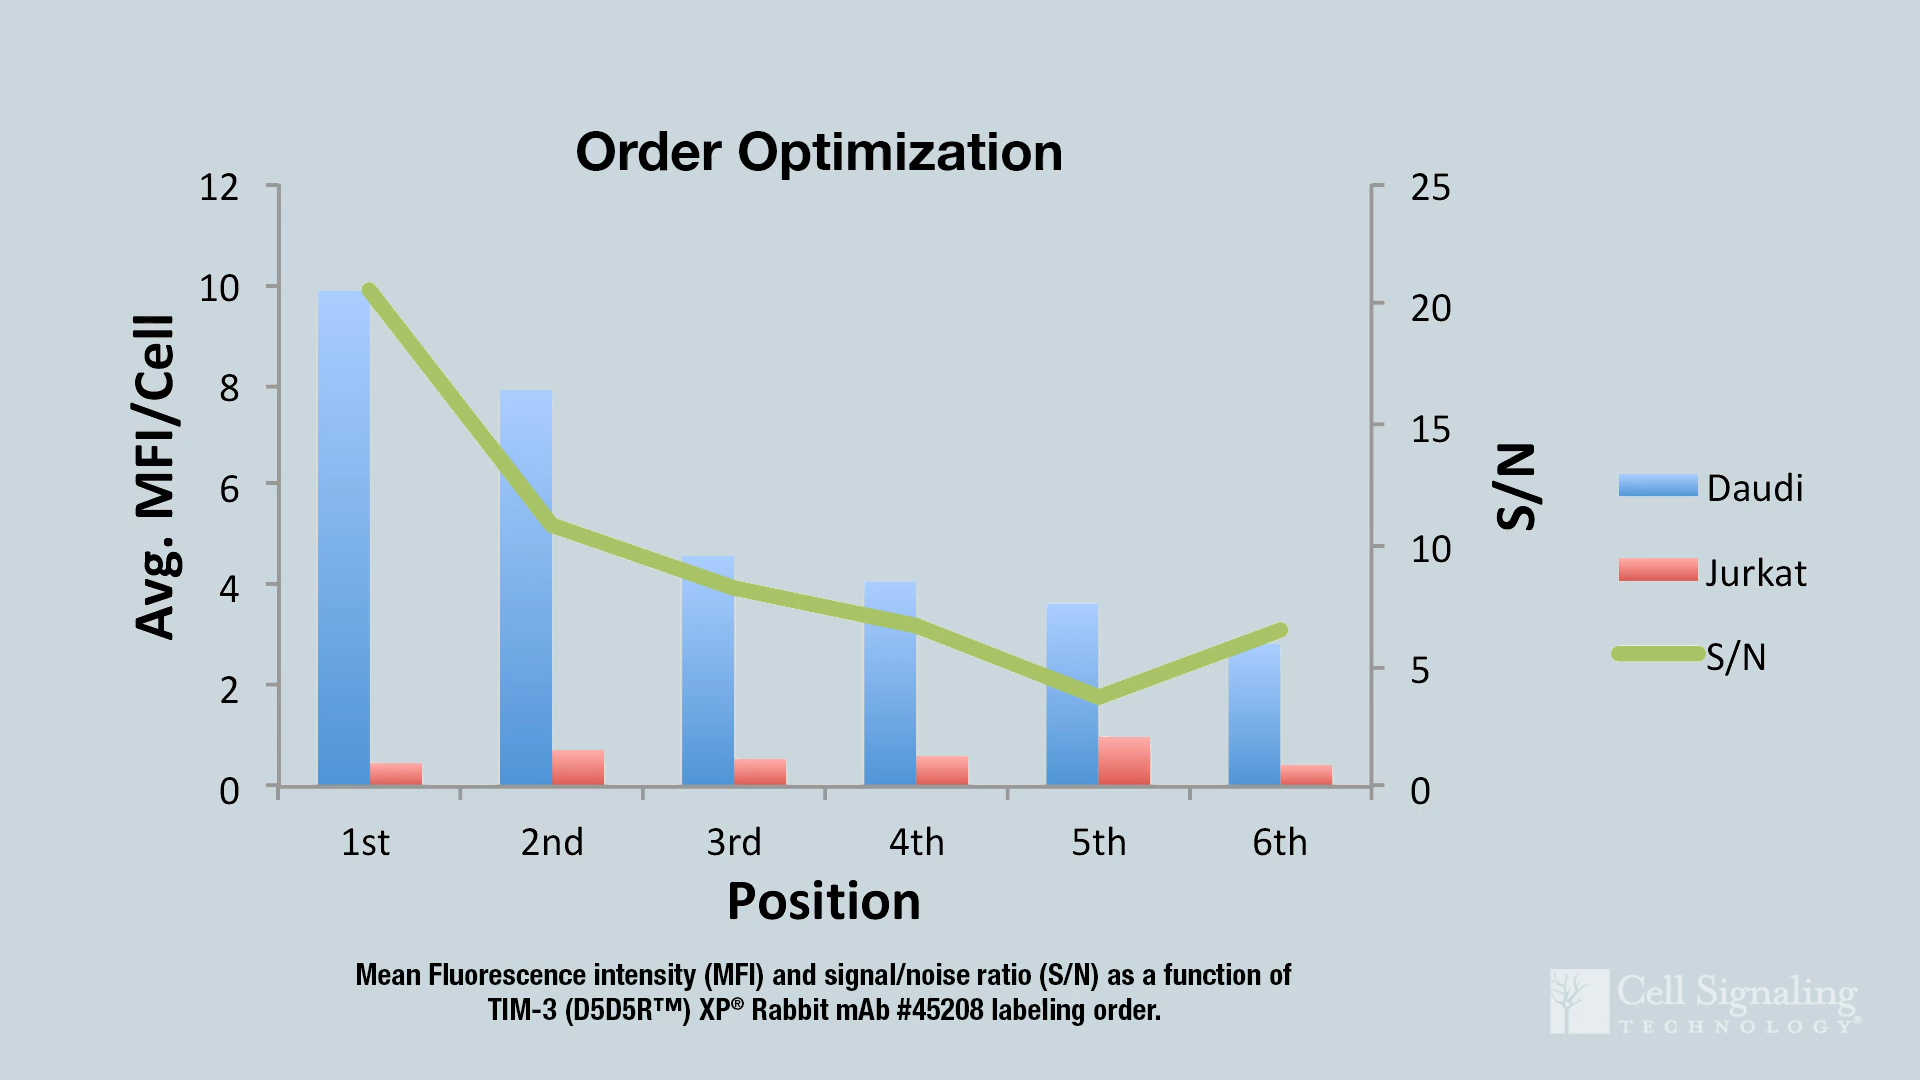 Order Optimization
12
10
8
6
4
2
0
Avg. MFI/Cell
25
20
15
10
5
0
S/N
Daudi
Jurkat
S/N
1st 2nd 3rd 4th 5th 6th
Position
Mean Fluorescence intensity (MFI) and signal/noise ratio (S/N) as a function of
TIM-3 (D5D5R™) XP® Rabbit mAb #45208 labeling order.
Cell Signaling
TECHNOLOGY®